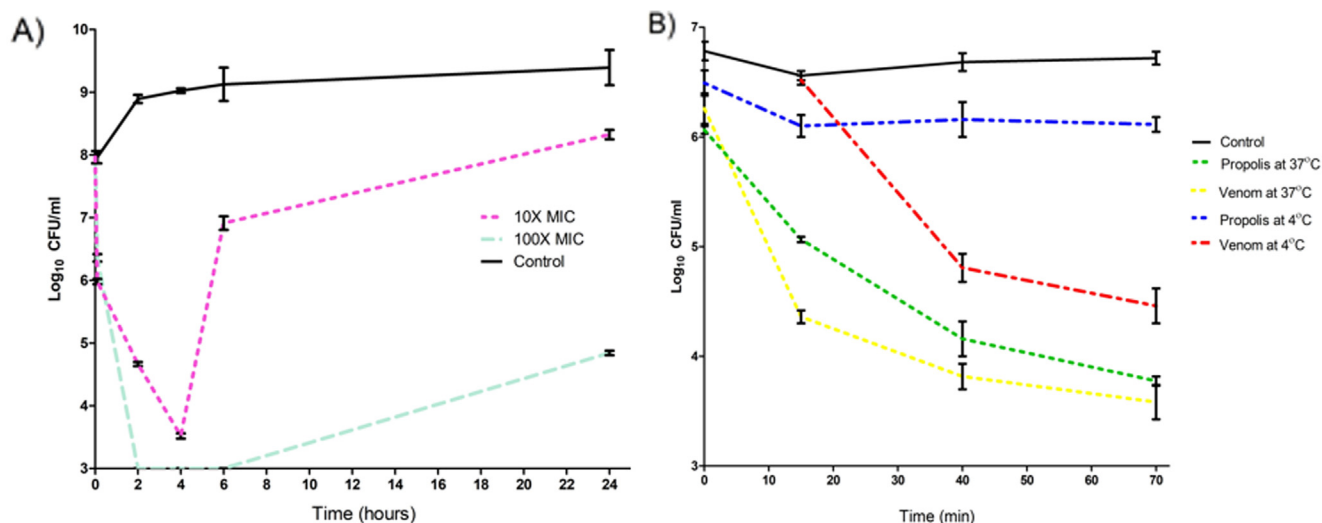 A)
10
9
8
7
6
5
4
3
Log10 CFU/ml
0 2 4 6 8 10 12 14 16 18 20 22 24
Time (hours)
10X MIC
100X MIC
Control
B)
7
6
5
4
3
Log10 CFU/ml
0 10 20 30 40 50 60 70
Time (min)
Control
Propolis at 37°C
Venom at 37°C
Propolis at 4°C
Venom at 4°C